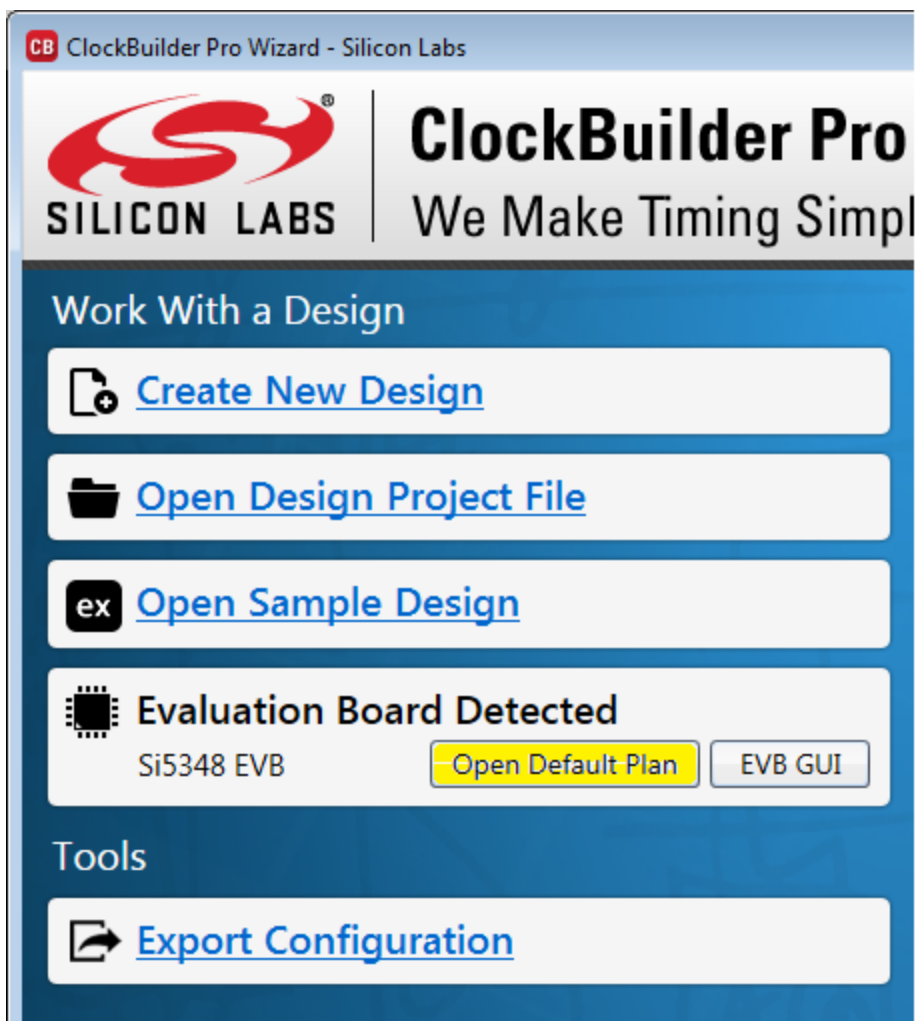 CB ClockBuilder Pro Wizard - Silicon Labs
SILICON LABS
®
ClockBuilder Pro
We Make Timing Simpl
Work With a Design
Create New Design
Open Design Project File
ex Open Sample Design
Evaluation Board Detected
Si5348 EVB Open Default Plan EVB GUI
Tools
Export Configuration